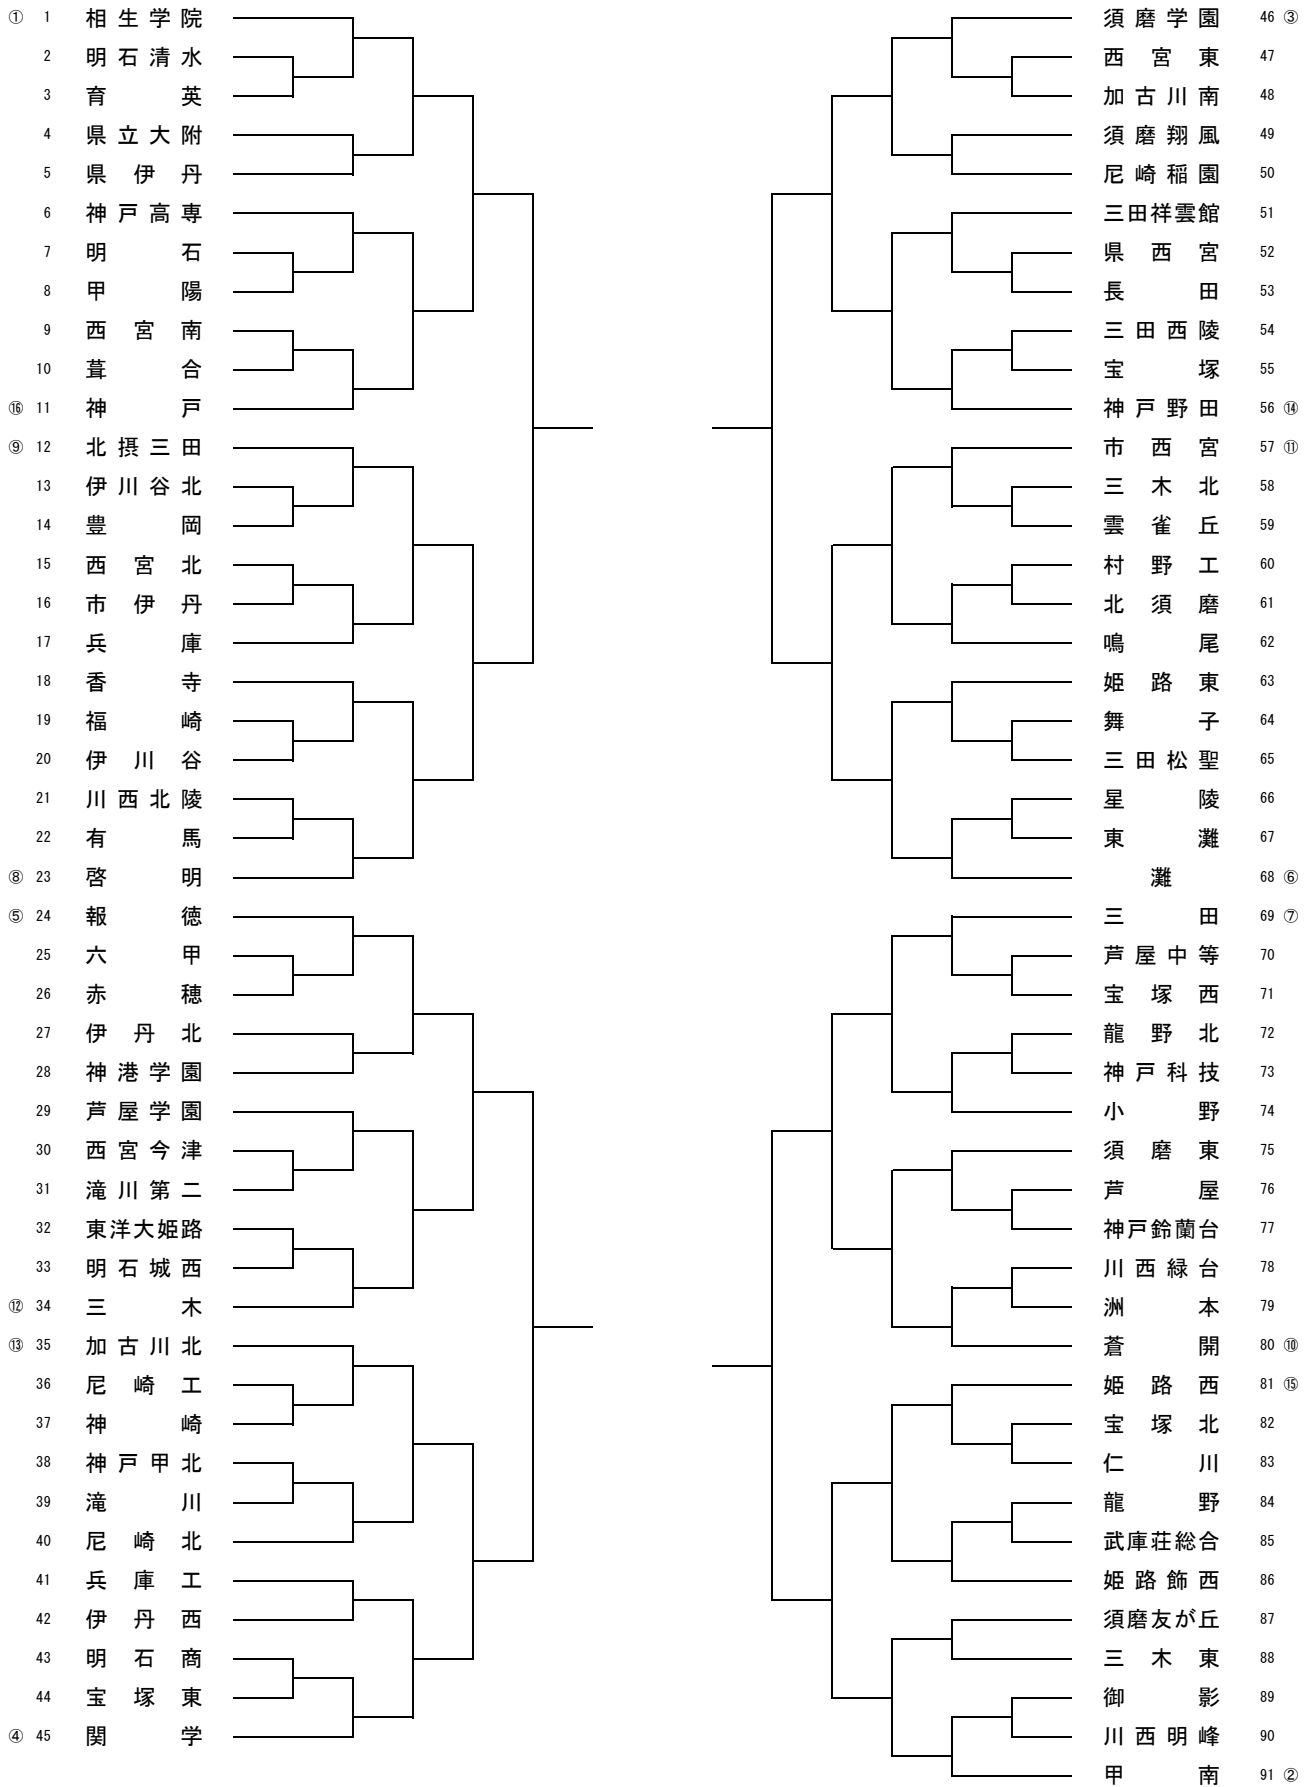 ① 1 相生学院
2 明石清水
3 育英
4 県立大附
5 県伊丹
6 神戸高専
7 明石
8 甲陽
9 西宮南
10 葺合
⑯ 11 神戸
⑨ 12 北摂三田
13 伊川谷北
14 豊岡
15 西宮北
16 市伊丹
17 兵庫
18 香寺
19 福崎
20 伊川谷
21 川西北陵
22 有馬
⑧ 23 啓明
⑤ 24 報徳
25 六甲
26 赤穂
27 伊丹北
28 神港学園
29 芦屋学園
30 西宮今津
31 滝川第二
32 東洋大姫路
33 明石城西
⑫ 34 三木
⑬ 35 加古川北
36 尼崎工
37 神崎
38 神戸甲北
39 滝川
40 尼崎北
41 兵庫工
42 伊丹西
43 明石商
44 宝塚東
④ 45 関学
須磨学園 46 ③
西宮東 47
加古川南 48
須磨翔風 49
尼崎稲園 50
三田祥雲館 51
県西宮 52
長田 53
三田西陵 54
宝塚 55
神戸野田 56 ⑭
市西宮 57 ⑪
三木北 58
雲雀丘 59
村野工 60
北須磨 61
鳴尾 62
姫路東 63
舞子 64
三田松聖 65
星陵 66
東灘 67
灘 68 ⑥
三田 69 ⑦
芦屋中等 70
宝塚西 71
龍野北 72
神戸科技 73
小野 74
須磨東 75
芦屋 76
神戸鈴蘭台 77
川西緑台 78
洲本 79
蒼開 80 ⑩
姫路西 81 ⑮
宝塚北 82
仁川 83
龍野 84
武庫荘総合 85
姫路飾西 86
須磨友が丘 87
三木東 88
御影 89
川西明峰 90
甲南 91 ②